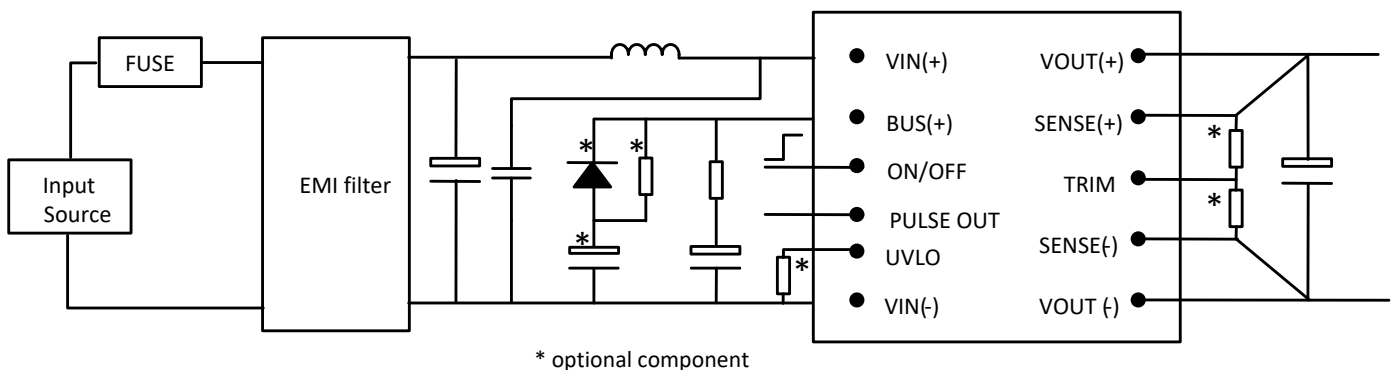 FUSE
Input
Source
EMI filter
*
*
*
*
VIN(+)
BUS(+)
ON/OFF
PULSE OUT
UVLO
VIN(-)
VOUT(+)
SENSE(+)
TRIM
SENSE(-)
VOUT (-)
*
*
* optional component